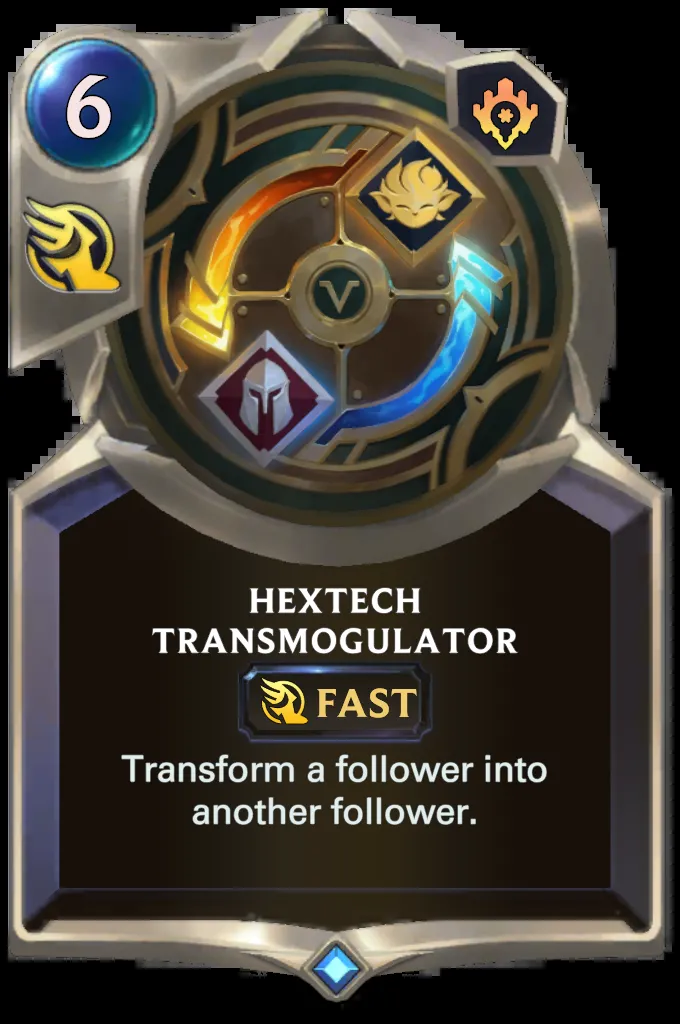 6
V
HEXTECH
TRANSMOGULATOR
FAST
Transform a follower into
another follower.